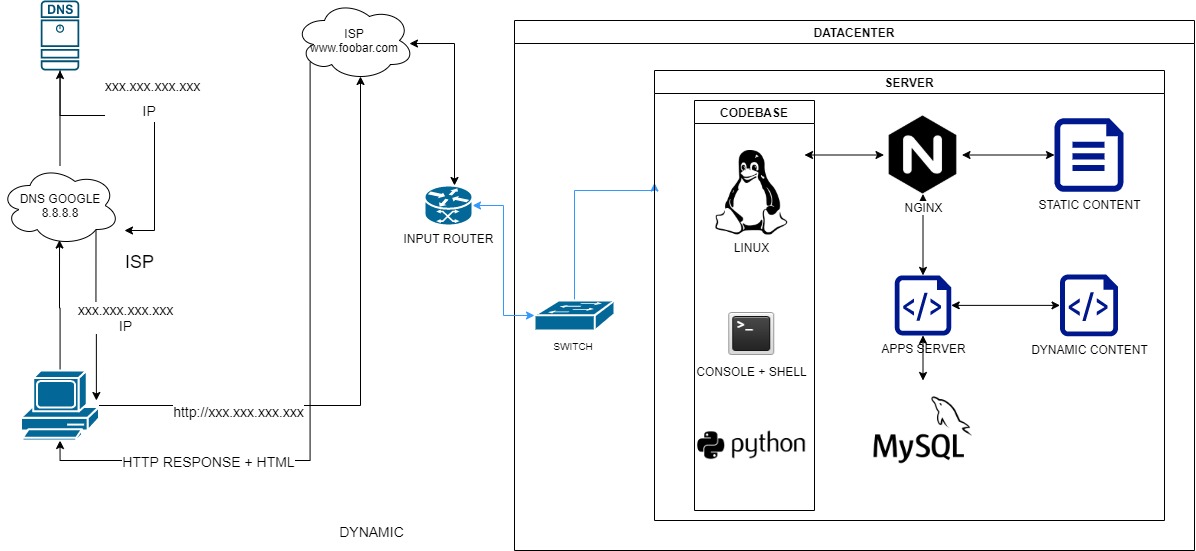 DNS
xxx.xxx.xxx.xxx
IP
DNS GOOGLE
8.8.8.8
ISP
xxx.xxx.xxx.xxx
IP
http://xxx.xxx.xxx.xxx
HTTP RESPONSE + HTML
DYNAMIC
ISP
www.foobar.com
INPUT ROUTER
SWITCH
DATACENTER
SERVER
CODEBASE
LINUX
>_
CONSOLE + SHELL
python
N
NGINX
STATIC CONTENT
</>
APPS SERVER
</>
DYNAMIC CONTENT
MySQL